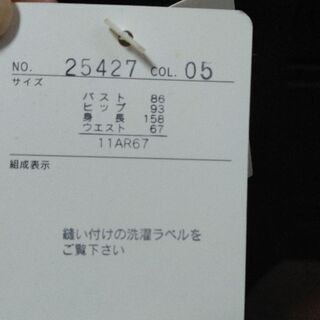 NO. 25427 COL. 05
サイズ
バスト 86
ヒップ 93
身長 158
ウエスト 67
11AR67
組成表示
縫い付けの洗濯ラベルを
ご覧下さい